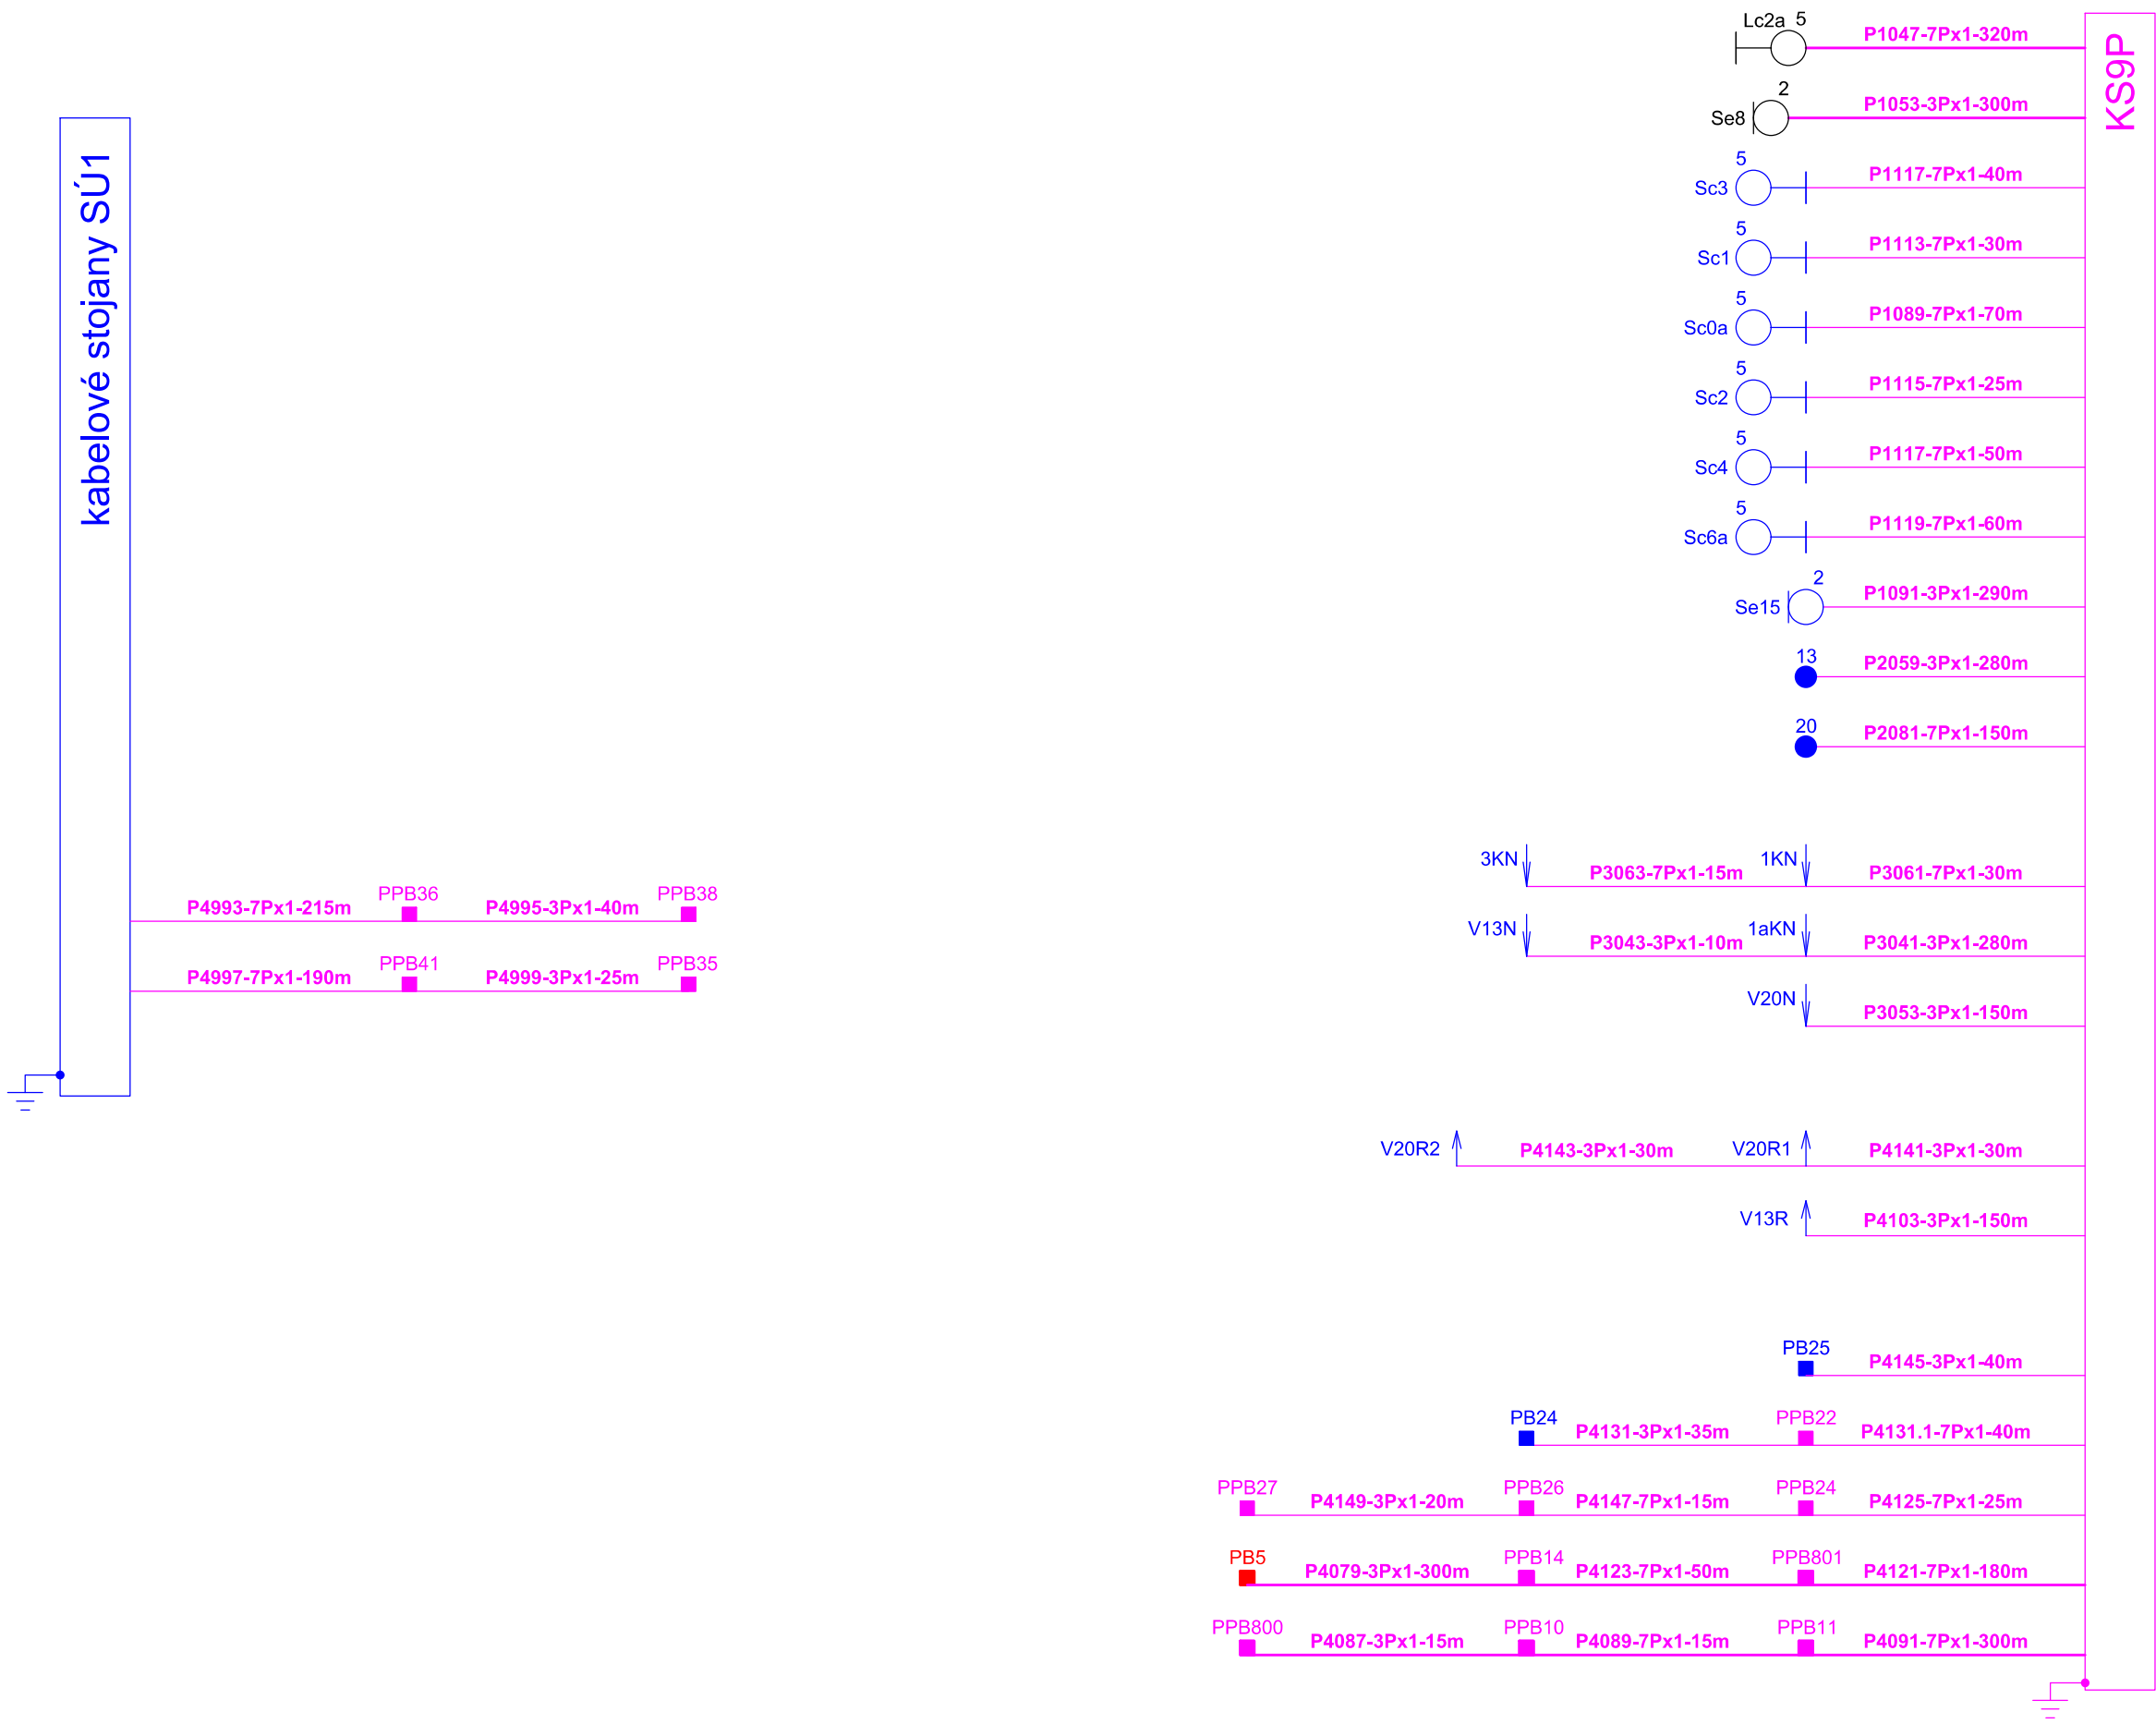 Lc2a 5 P1047-7Px1-320m
KS9P
2
Se8 P1053-3Px1-300m
kabelové stojany SÚ1
5
Sc3 P1117-7Px1-40m
5
Sc1 P1113-7Px1-30m
5
Sc0a P1089-7Px1-70m
5
Sc2 P1115-7Px1-25m
5
Sc4 P1117-7Px1-50m
5
Sc6a P1119-7Px1-60m
2
Se15 P1091-3Px1-290m
13 P2059-3Px1-280m
20 P2081-7Px1-150m
3KN P3063-7Px1-15m 1KN P3061-7Px1-30m
P4993-7Px1-215m PPB36 P4995-3Px1-40m PPB38
V13N P3043-3Px1-10m 1aKN P3041-3Px1-280m
P4997-7Px1-190m PPB41 P4999-3Px1-25m PPB35
V20N P3053-3Px1-150m
V20R2 P4143-3Px1-30m V20R1 P4141-3Px1-30m
V13R P4103-3Px1-150m
PB25 P4145-3Px1-40m
PB24 P4131-3Px1-35m PPB22 P4131.1-7Px1-40m
PPB27 P4149-3Px1-20m PPB26 P4147-7Px1-15m PPB24 P4125-7Px1-25m
PB5 P4079-3Px1-300m PPB14 P4123-7Px1-50m PPB801 P4121-7Px1-180m
PPB800 P4087-3Px1-15m PPB10 P4089-7Px1-15m PPB11 P4091-7Px1-300m